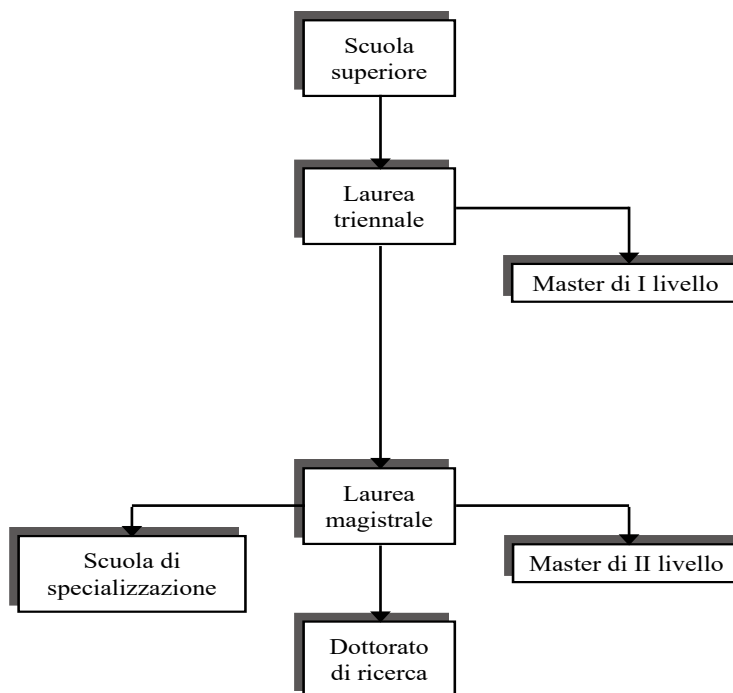 Scuola
superiore
Laurea
triennale
Master di I livello
Laurea
magistrale
Scuola di
specializzazione
Master di II livello
Dottorato
di ricerca